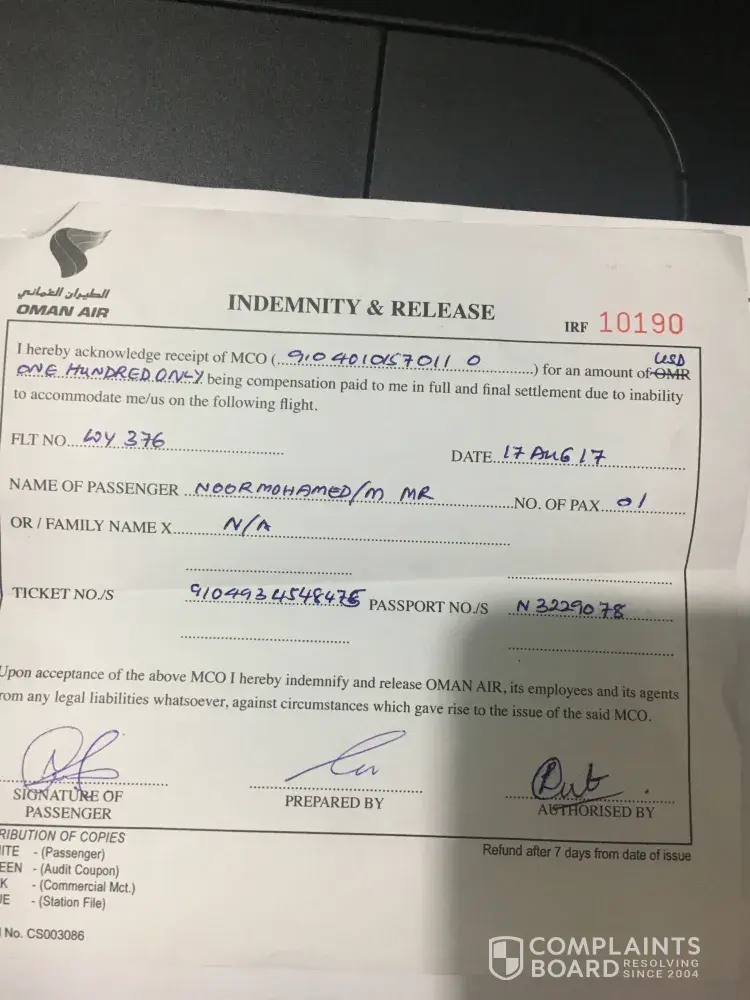 الطيران العماني
OMAN AIR
INDEMNITY & RELEASE
IRF 10190
USD
I hereby acknowledge receipt of MCO (..910401015701 1 0..) for an amount of OMR
ONE HUNDRED ONLY being compensation paid to me in full and final settlement due to inability
to accommodate me/us on the following flight.
FLT NO...WY 376 DATE..17 AUG 17
NAME OF PASSENGER ..NOORMOHAMED/M MR ..NO. OF PAX..01
OR / FAMILY NAME X........N/A
TICKET NO./S 9104934548476 PASSPORT NO./S N 3229078
Upon acceptance of the above MCO I hereby indemnify and release OMAN AIR, its employees and its agents
rom any legal liabilities whatsoever, against circumstances which gave rise to the issue of the said MCO.
SIGNATURE OF
PASSENGER
PREPARED BY
AUTHORISED BY
RIBUTION OF COPIES
ITE - (Passenger)
EEN - (Audit Coupon)
K - (Commercial Mct.)
UE - (Station File)
Refund after 7 days from date of issue
No. CS003086
COMPLAINTS
BOARD RESOLVING
SINCE 2004